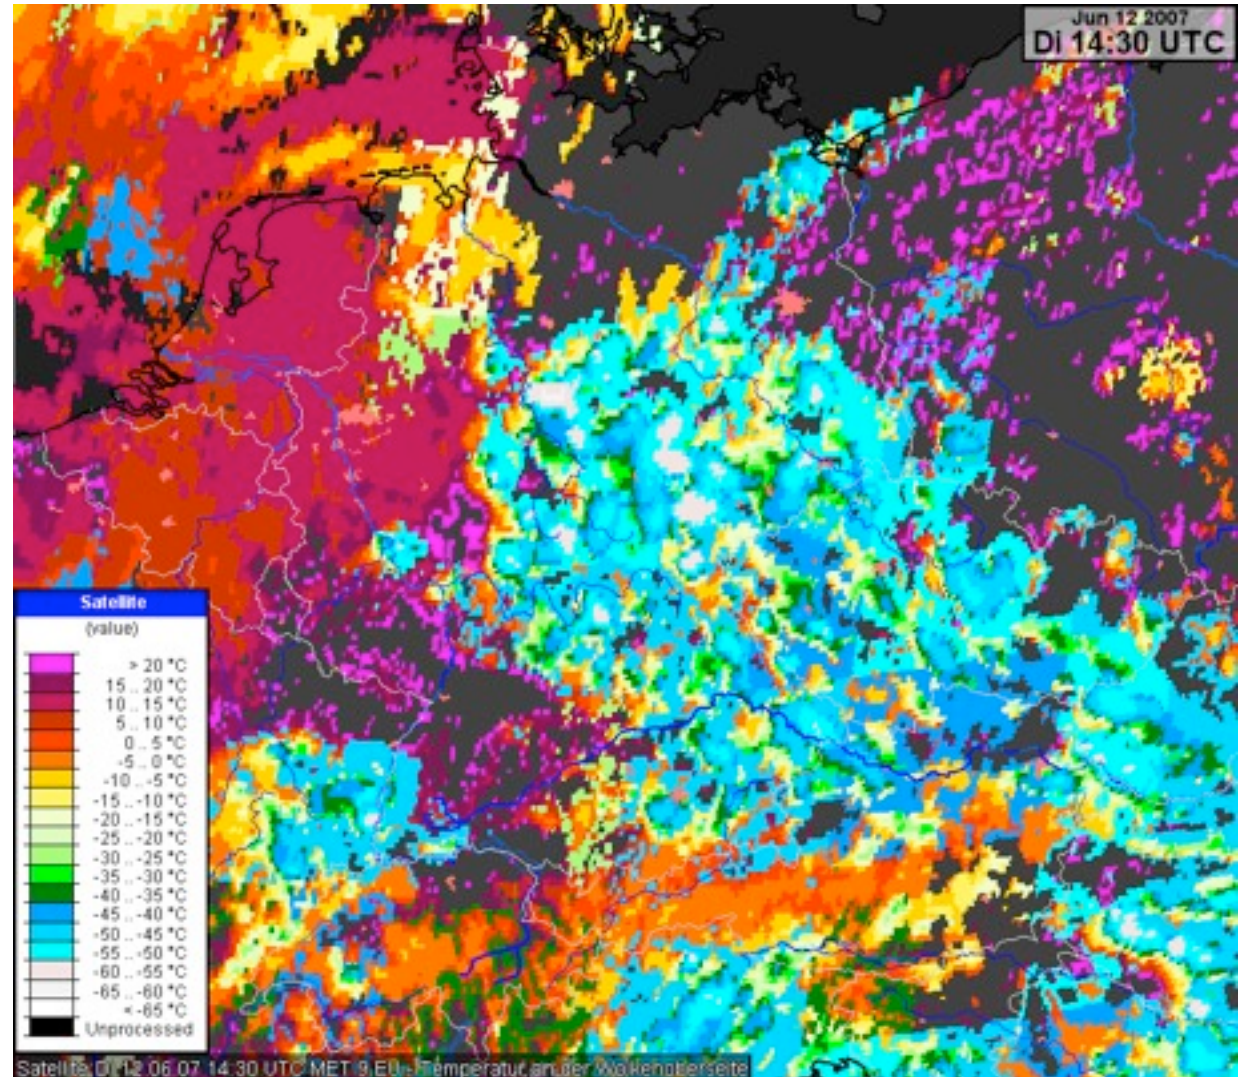 Jun 12 2007
Di 14:30 UTC
Satellite
(value)
> 20 °C
15 .. 20 °C
10 .. 15 °C
5 .. 10 °C
0 .. 5 °C
-5 .. 0 °C
-10 .. -5 °C
-15 .. -10 °C
-20 .. -15 °C
-25 .. -20 °C
-30 .. -25 °C
-35 .. -30 °C
-40 .. -35 °C
-45 .. -40 °C
-50 .. -45 °C
-55 .. -50 °C
-60 .. -55 °C
-65 .. -60 °C
< -65 °C
Unprocessed
Satellite, Di 12.06.07 14:30 UTC MET-9 EU - Temperatur an der Wolkenoberseite